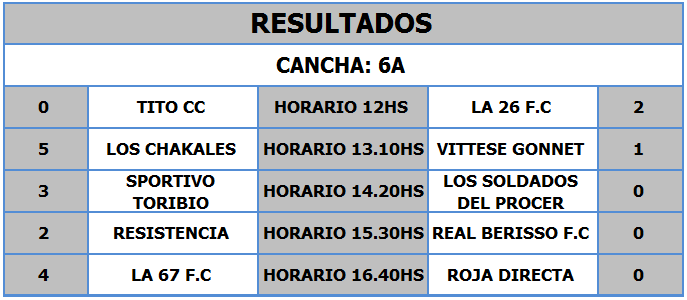 RESULTADOS
CANCHA: 6A
0 TITO CC HORARIO 12HS LA 26 F.C 2
5 LOS CHAKALES HORARIO 13.10HS VITTESE GONNET 1
3 SPORTIVO TORIBIO HORARIO 14.20HS LOS SOLDADOS DEL PROCER 0
2 RESISTENCIA HORARIO 15.30HS REAL BERISSO F.C 0
4 LA 67 F.C HORARIO 16.40HS ROJA DIRECTA 0